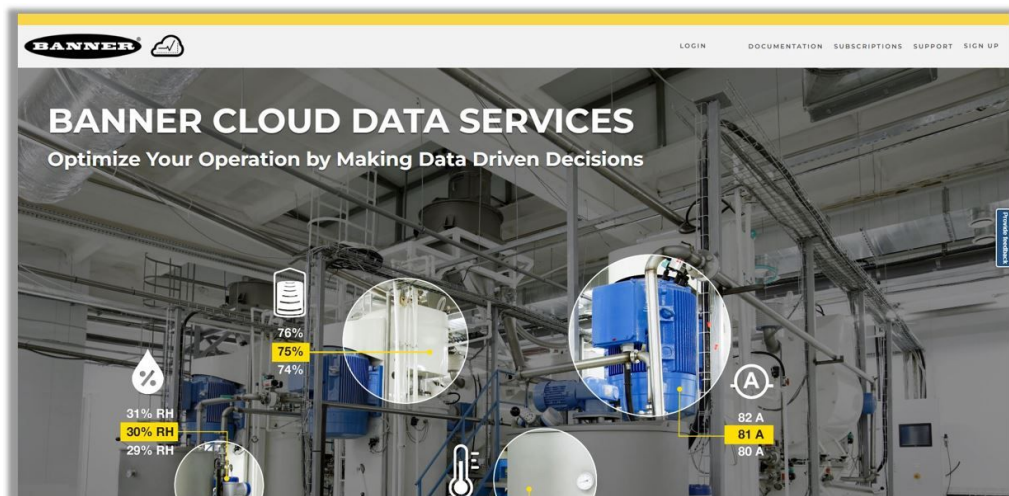 BANNER
LOGIN DOCUMENTATION SUBSCRIPTIONS SUPPORT SIGN UP
BANNER CLOUD DATA SERVICES
Optimize Your Operation by Making Data Driven Decisions
Provide feedback
76%
75%
74%
%
31% RH
30% RH
29% RH
A
82 A
81 A
80 A